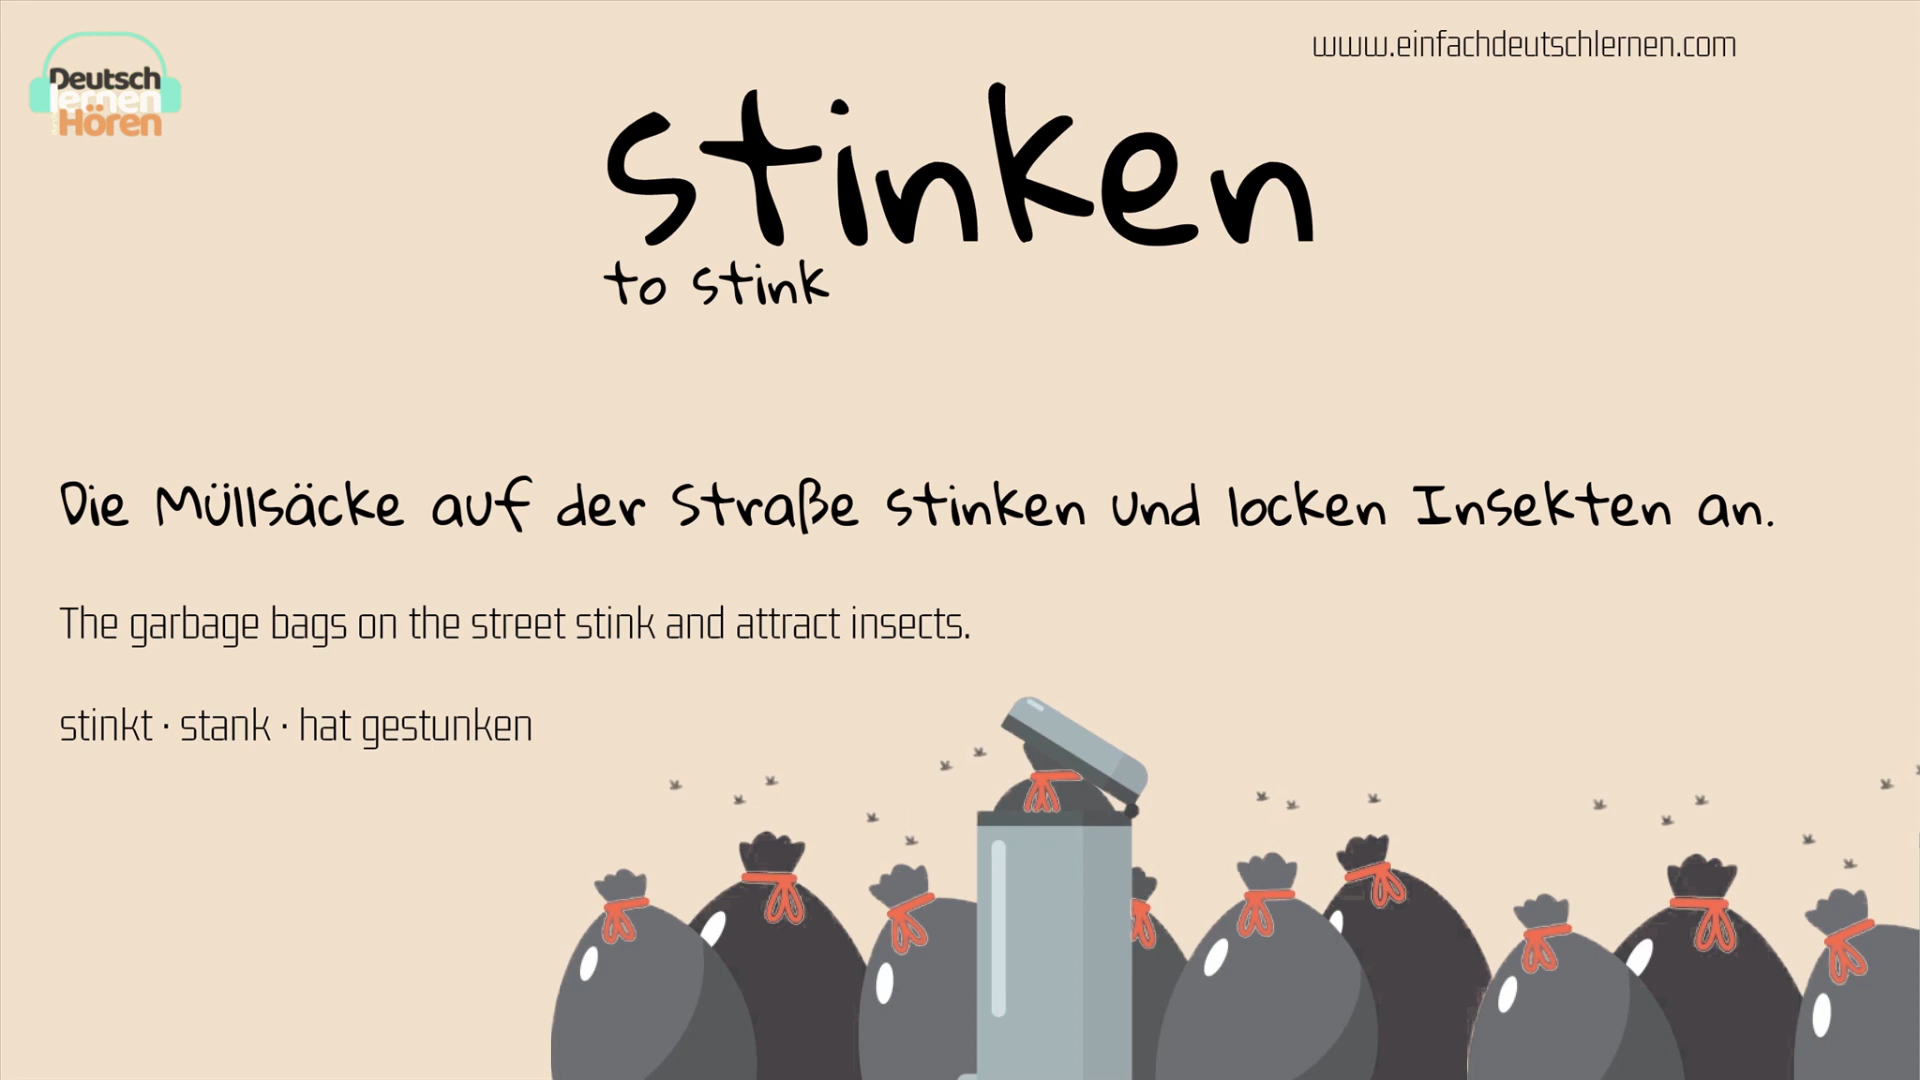 Deutsch
lernen
durch
Hören
www.einfachdeutschlernen.com
stinken
to stink
Die Müllsäcke auf der Straße stinken und locken Insekten an.
The garbage bags on the street stink and attract insects.
stinkt · stank · hat gestunken